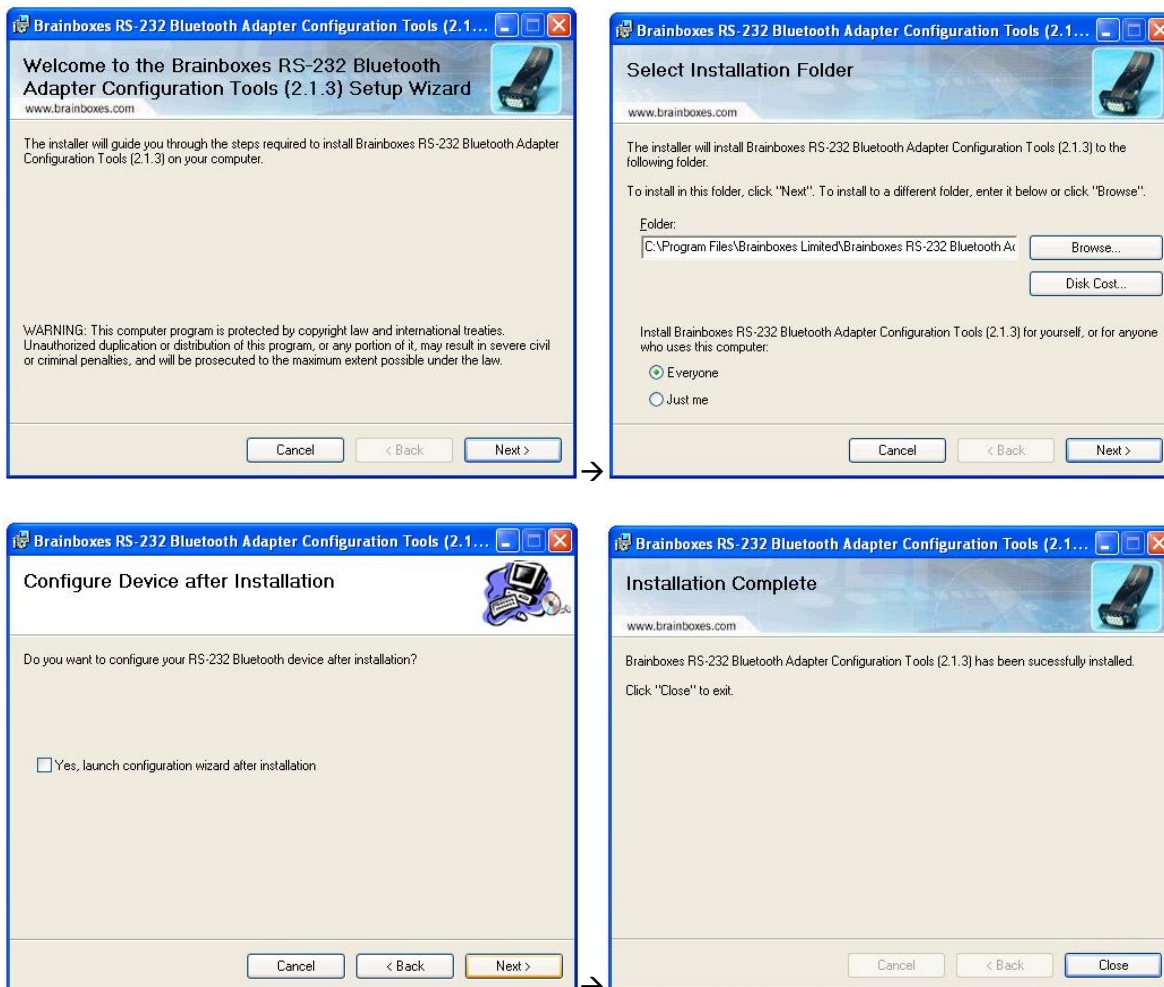 Brainboxes RS-232 Bluetooth Adapter Configuration Tools (2.1...
Welcome to the Brainboxes RS-232 Bluetooth
Adapter Configuration Tools (2.1.3) Setup Wizard
www.brainboxes.com
The installer will guide you through the steps required to install Brainboxes RS-232 Bluetooth Adapter
Configuration Tools (2.1.3) on your computer.
WARNING: This computer program is protected by copyright law and international treaties.
Unauthorized duplication or distribution of this program, or any portion of it, may result in severe civil
or criminal penalties, and will be prosecuted to the maximum extent possible under the law.
Cancel < Back Next >
→
Brainboxes RS-232 Bluetooth Adapter Configuration Tools (2.1...
Select Installation Folder
www.brainboxes.com
The installer will install Brainboxes RS-232 Bluetooth Adapter Configuration Tools (2.1.3) to the
following folder.
To install in this folder, click "Next". To install to a different folder, enter it below or click "Browse".
Folder:
C:\Program Files\Brainboxes Limited\Brainboxes RS-232 Bluetooth Browse...
Disk Cost...
Install Brainboxes RS-232 Bluetooth Adapter Configuration Tools (2.1.3) for yourself, or for anyone
who uses this computer:
Everyone
Just me
Cancel < Back Next >
Brainboxes RS-232 Bluetooth Adapter Configuration Tools (2.1...
Configure Device after Installation
Do you want to configure your RS-232 Bluetooth device after installation?
Yes, launch configuration wizard after installation
Cancel < Back Next >
→
Brainboxes RS-232 Bluetooth Adapter Configuration Tools (2.1...
Installation Complete
www.brainboxes.com
Brainboxes RS-232 Bluetooth Adapter Configuration Tools (2.1.3) has been sucessfully installed.
Click "Close" to exit.
Cancel < Back Close